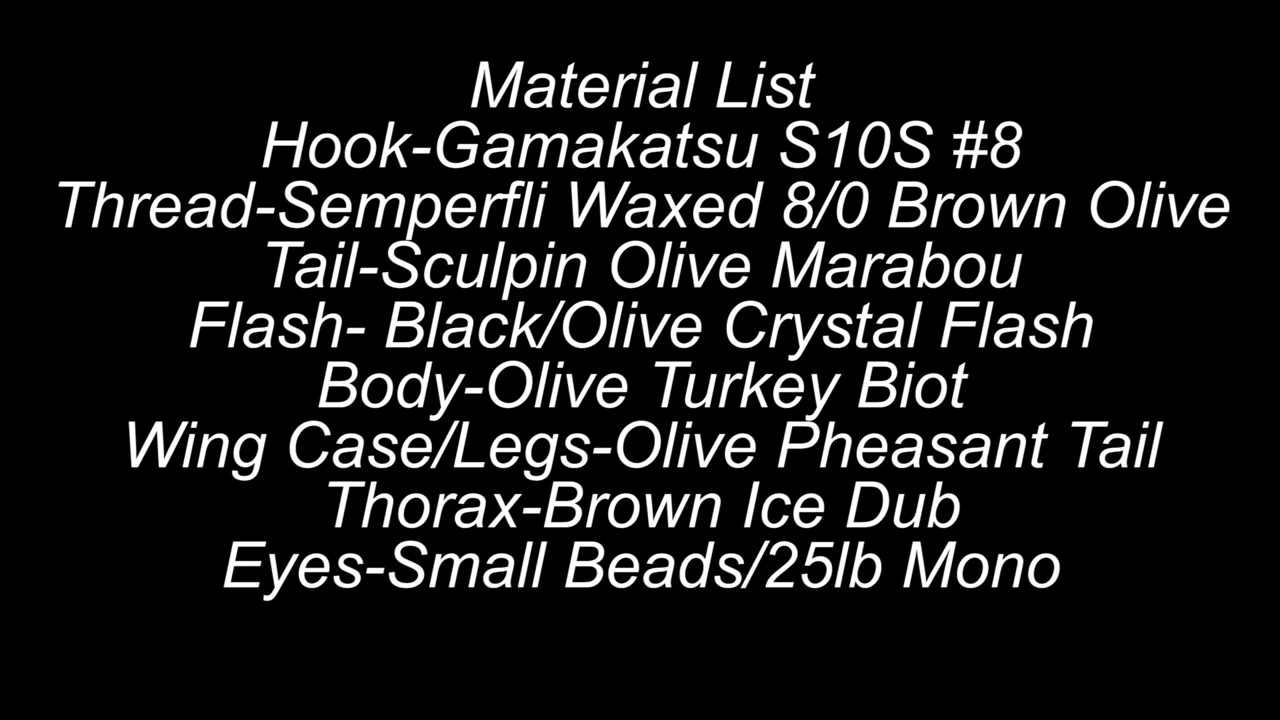 Material List
Hook-Gamakatsu S10S #8
Thread-Semperfli Waxed 8/0 Brown Olive
Tail-Sculpin Olive Marabou
Flash- Black/Olive Crystal Flash
Body-Olive Turkey Biot
Wing Case/Legs-Olive Pheasant Tail
Thorax-Brown Ice Dub
Eyes-Small Beads/25lb Mono